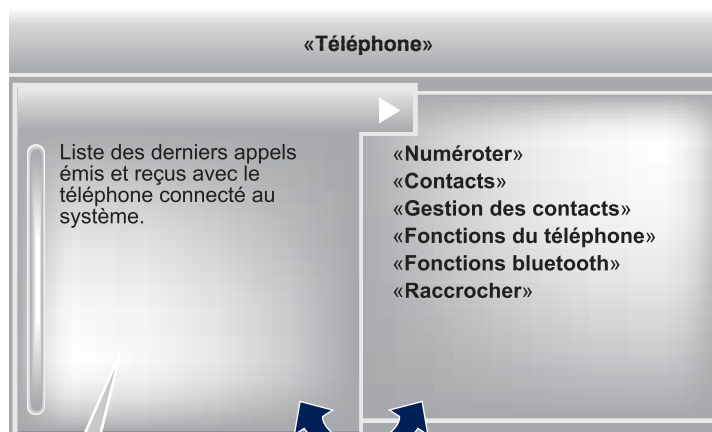 «Téléphone»
Liste des derniers appels
émis et reçus avec le
téléphone connecté au
système.
«Numéroter»
«Contacts»
«Gestion des contacts»
«Fonctions du téléphone»
«Fonctions bluetooth»
«Raccrocher»